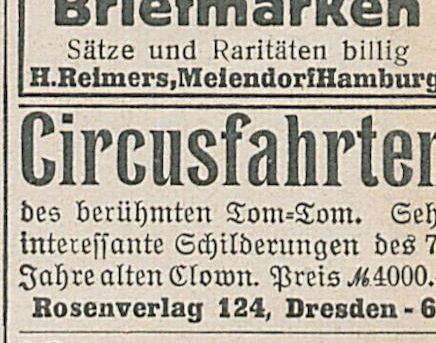 Briefmarken
Sätze und Raritäten billig
H.Reimers,MeiendorfHamburg
Circusfahrten
des berühmten Tom=Tom. Seh
interessante Schilderungen des 7
Jahre alten Clown. Preis ℳ 4000.
Rosenverlag 124, Dresden - 6